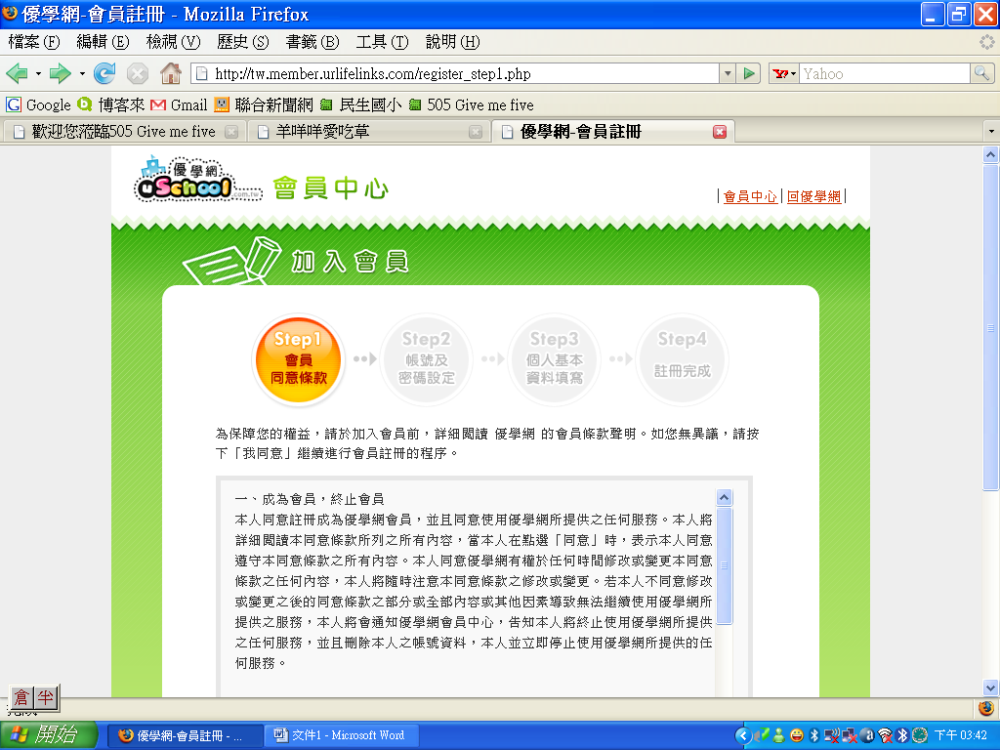 優學網-會員註冊 - Mozilla Firefox
檔案(F) 編輯(E) 檢視(V) 歷史(S) 書籤(B) 工具(T) 說明(H)
http://tw.member.urlifelinks.com/register_step1.php
Yahoo
Google 博客來 Gmail 聯合新聞網 民生國小 505 Give me five
歡迎您蒞臨505 Give me five 羊咩咩愛吃草 優學網-會員註冊
優學網
uSchool.com.tw
會員中心
|會員中心|回優學網|
加入會員
Step1
會員
同意條款
Step2
帳號及
密碼設定
Step3
個人基本
資料填寫
Step4
註冊完成
為保障您的權益，請於加入會員前，詳細閱讀 優學網 的會員條款聲明。如您無異議，請按
下「我同意」繼續進行會員註冊的程序。
一、成為會員，終止會員
本人同意註冊成為優學網會員，並且同意使用優學網所提供之任何服務。本人將
詳細閱讀本同意條款所列之所有內容，當本人在點選「同意」時，表示本人同意
遵守本同意條款之所有內容。本人同意優學網有權於任何時間修改或變更本同意
條款之任何內容，本人將隨時注意本同意條款之修改或變更。若本人不同意修改
或變更之後的同意條款之部分或全部內容或其他因素導致無法繼續使用優學網所
提供之服務，本人將會通知優學網會員中心，告知本人將終止使用優學網所提供
之任何服務，並且刪除本人之帳號資料，本人並立即停止使用優學網所提供的任
何服務。
倉 半
開始 優學網-會員註冊 - ... 文件1 - Microsoft Word 下午 03:42